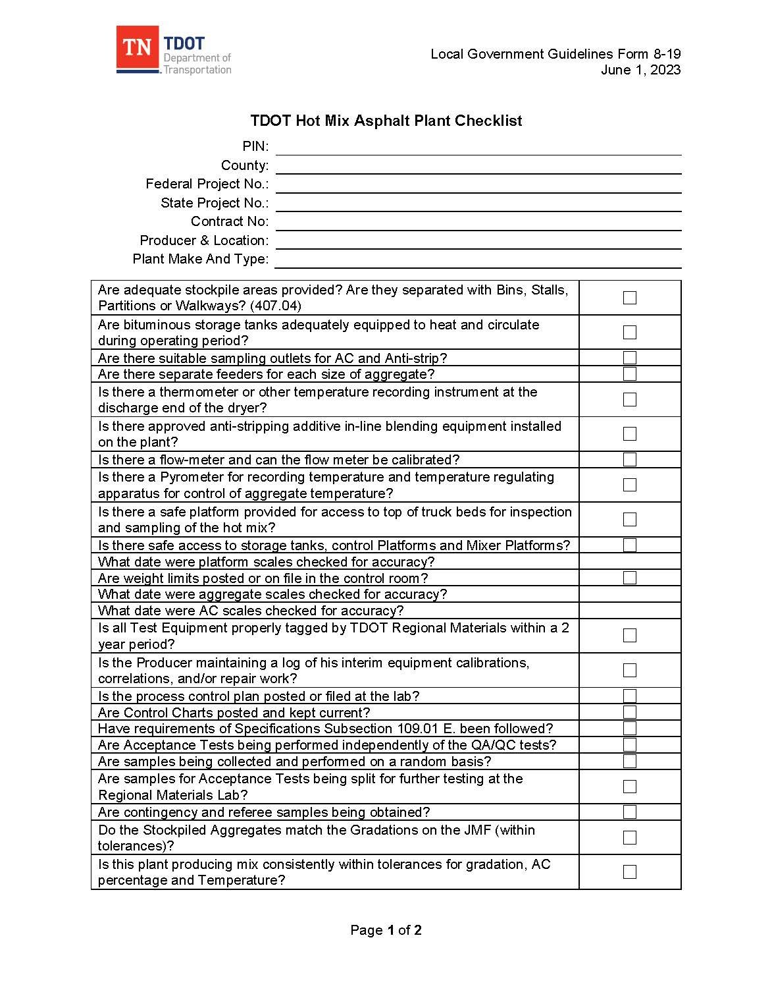 TN
TDOT
Department of
Transportation
Local Government Guidelines Form 8-19
June 1, 2023
TDOT Hot Mix Asphalt Plant Checklist
PIN:
County:
Federal Project No.:
State Project No.:
Contract No:
Producer & Location:
Plant Make And Type:
Are adequate stockpile areas provided? Are they separated with Bins, Stalls,
Partitions or Walkways? (407.04)
Are bituminous storage tanks adequately equipped to heat and circulate
during operating period?
Are there suitable sampling outlets for AC and Anti-strip?
Are there separate feeders for each size of aggregate?
Is there a thermometer or other temperature recording instrument at the
discharge end of the dryer?
Is there approved anti-stripping additive in-line blending equipment installed
on the plant?
Is there a flow-meter and can the flow meter be calibrated?
Is there a Pyrometer for recording temperature and temperature regulating
apparatus for control of aggregate temperature?
Is there a safe platform provided for access to top of truck beds for inspection
and sampling of the hot mix?
Is there safe access to storage tanks, control Platforms and Mixer Platforms?
What date were platform scales checked for accuracy?
Are weight limits posted or on file in the control room?
What date were aggregate scales checked for accuracy?
What date were AC scales checked for accuracy?
Is all Test Equipment properly tagged by TDOT Regional Materials within a 2
year period?
Is the Producer maintaining a log of his interim equipment calibrations,
correlations, and/or repair work?
Is the process control plan posted or filed at the lab?
Are Control Charts posted and kept current?
Have requirements of Specifications Subsection 109.01 E. been followed?
Are Acceptance Tests being performed independently of the QA/QC tests?
Are samples being collected and performed on a random basis?
Are samples for Acceptance Tests being split for further testing at the
Regional Materials Lab?
Are contingency and referee samples being obtained?
Do the Stockpiled Aggregates match the Gradations on the JMF (within
tolerances)?
Is this plant producing mix consistently within tolerances for gradation, AC
percentage and Temperature?
Page 1 of 2